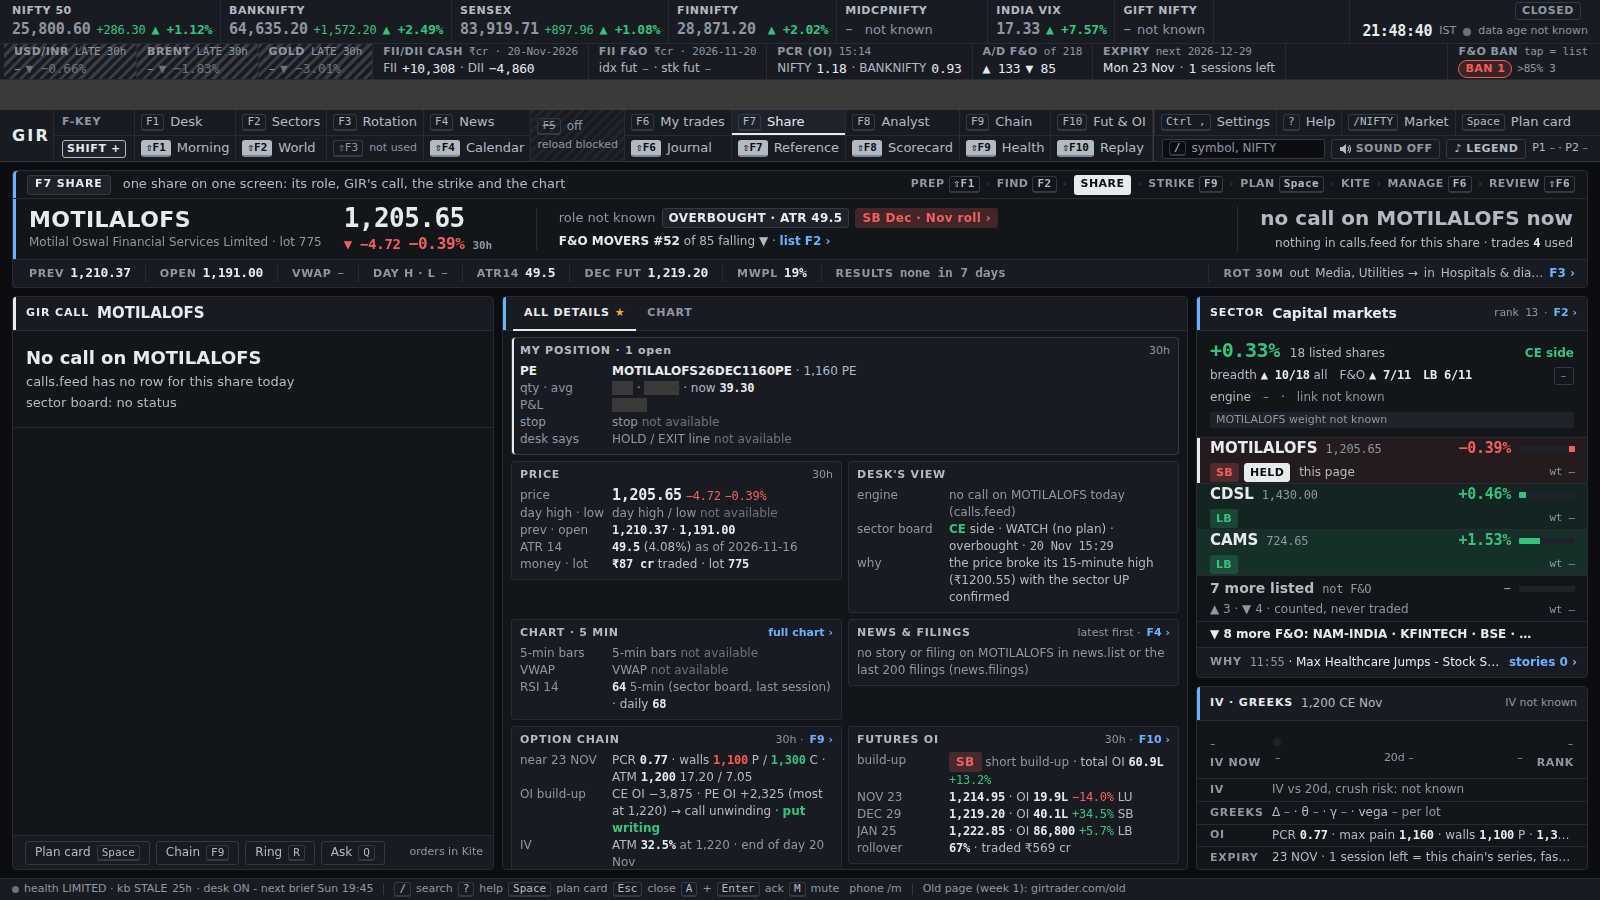 NIFTY 50 BANKNIFTY SENSEX FINNIFTY MIDCPNIFTY INDIA VIX GIFT NIFTY CLOSED
25,800.60 +286.30 ▲ +1.12% 64,635.20 +1,572.20 ▲ +2.49% 83,919.71 +897.96 ▲ +1.08% 28,871.20 ▲ +2.02% – not known 17.33 ▲ +7.57% – not known 21:48:40 IST data age not known
USD/INR LATE 30h BRENT LATE 30h GOLD LATE 30h FII/DII CASH ₹cr · 20-Nov-2026 FII F&O ₹cr · 2026-11-20 PCR (OI) 15:14 A/D F&O of 218 EXPIRY next 2026-12-29 F&O BAN tap = list
– ▼ −0.66% – ▼ −1.83% – ▼ −3.01% FII +10,308 · DII −4,860 idx fut – · stk fut – NIFTY 1.18 · BANKNIFTY 0.93 ▲ 133 ▼ 85 Mon 23 Nov · 1 sessions left BAN 1 >85% 3
GIR F-KEY F1 Desk F2 Sectors F3 Rotation F4 News F5 off F6 My trades F7 Share F8 Analyst F9 Chain F10 Fut & OI Ctrl , Settings ? Help /NIFTY Market Space Plan card
SHIFT + ⇧F1 Morning ⇧F2 World ⇧F3 not used ⇧F4 Calendar reload blocked ⇧F6 Journal ⇧F7 Reference ⇧F8 Scorecard ⇧F9 Health ⇧F10 Replay / symbol, NIFTY SOUND OFF ♪ LEGEND P1 – · P2 –
F7 SHARE one share on one screen: its role, GIR's call, the strike and the chart PREP ⇧F1 › FIND F2 › SHARE › STRIKE F9 › PLAN Space › KITE › MANAGE F6 › REVIEW ⇧F6
MOTILALOFS 1,205.65 role not known OVERBOUGHT · ATR 49.5 SB Dec · Nov roll › no call on MOTILALOFS now
Motilal Oswal Financial Services Limited · lot 775 ▼ −4.72 −0.39% 30h F&O MOVERS #52 of 85 falling ▼ · list F2 › nothing in calls.feed for this share · trades 4 used
PREV 1,210.37 OPEN 1,191.00 VWAP – DAY H · L – ATR14 49.5 DEC FUT 1,219.20 MWPL 19% RESULTS none in 7 days ROT 30M out Media, Utilities → in Hospitals & dia… F3 ›
GIR CALL MOTILALOFS
No call on MOTILALOFS
calls.feed has no row for this share today
sector board: no status
Plan card Space Chain F9 Ring R Ask Q orders in Kite
ALL DETAILS ★ CHART
MY POSITION · 1 open 30h
PE MOTILALOFS26DEC1160PE · 1,160 PE
qty · avg · · now 39.30
P&L
stop stop not available
desk says HOLD / EXIT line not available
PRICE 30h
price 1,205.65 −4.72 −0.39%
day high · low day high / low not available
prev · open 1,210.37 · 1,191.00
ATR 14 49.5 (4.08%) as of 2026-11-16
money · lot ₹87 cr traded · lot 775
DESK'S VIEW
engine no call on MOTILALOFS today
(calls.feed)
sector board CE side · WATCH (no plan) ·
overbought · 20 Nov 15:29
why the price broke its 15-minute high
(₹1200.55) with the sector UP
confirmed
CHART · 5 MIN full chart ›
5-min bars 5-min bars not available
VWAP VWAP not available
RSI 14 64 5-min (sector board, last session)
· daily 68
NEWS & FILINGS latest first · F4 ›
no story or filing on MOTILALOFS in news.list or the
last 200 filings (news.filings)
OPTION CHAIN 30h · F9 ›
near 23 NOV PCR 0.77 · walls 1,100 P / 1,300 C ·
ATM 1,200 17.20 / 7.05
OI build-up CE OI −3,875 · PE OI +2,325 (most
at 1,220) → call unwinding · put
writing
IV ATM 32.5% at 1,220 · end of day 20
Nov
FUTURES OI 30h · F10 ›
build-up SB short build-up · total OI 60.9L
+13.2%
NOV 23 1,214.95 · OI 19.9L −14.0% LU
DEC 29 1,219.20 · OI 40.1L +34.5% SB
JAN 25 1,222.85 · OI 86,800 +5.7% LB
rollover 67% · traded ₹569 cr
SECTOR Capital markets rank 13 · F2 ›
+0.33% 18 listed shares CE side
breadth ▲ 10/18 all F&O ▲ 7/11 LB 6/11 –
engine – · link not known
MOTILALOFS weight not known
MOTILALOFS 1,205.65 −0.39%
SB HELD this page wt –
CDSL 1,430.00 +0.46%
LB wt –
CAMS 724.65 +1.53%
LB wt –
7 more listed not F&O –
▲ 3 · ▼ 4 · counted, never traded wt –
▼ 8 more F&O: NAM-INDIA · KFINTECH · BSE · …
WHY 11:55 · Max Healthcare Jumps - Stock S… stories 0 ›
IV · GREEKS 1,200 CE Nov IV not known
– –
IV NOW – 20d – – RANK
IV IV vs 20d, crush risk: not known
GREEKS Δ – · θ – · γ – · vega – per lot
OI PCR 0.77 · max pain 1,160 · walls 1,100 P · 1,3…
EXPIRY 23 NOV · 1 session left = this chain's series, fas…
health LIMITED · kb STALE 25h · desk ON - next brief Sun 19:45 / search ? help Space plan card Esc close A + Enter ack M mute phone /m Old page (week 1): girtrader.com/old